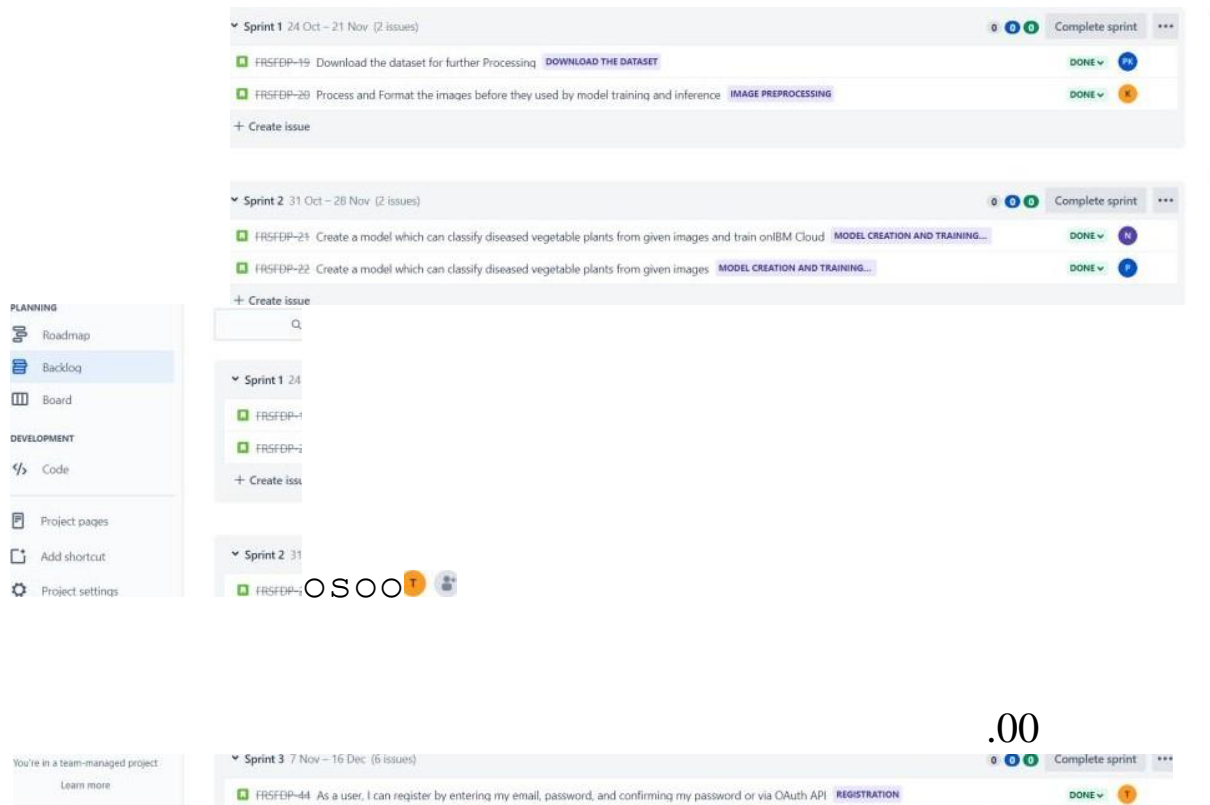 Sprint 1 24 Oct – 21 Nov (2 issues) 0 0 0 Complete sprint
FRSFDP-19 Download the dataset for further Processing DOWNLOAD THE DATASET DONE PK
FRSFDP-20 Process and Format the images before they used by model training and inference IMAGE PREPROCESSING DONE K
+ Create issue
Sprint 2 31 Oct – 28 Nov (2 issues) 0 0 0 Complete sprint
FRSFDP-21 Create a model which can classify diseased vegetable plants from given images and train onIBM Cloud MODEL CREATION AND TRAINING... DONE N
FRSFDP-22 Create a model which can classify diseased vegetable plants from given images MODEL CREATION AND TRAINING... DONE P
+ Create issue
PLANNING
Roadmap
Backlog
Board
DEVELOPMENT
Code
Project pages
Add shortcut
Project settings
Sprint 1 24
FRSFDP-
FRSFDP-
+ Create issu
Sprint 2 31
FRSFDP- OSOO T
.00
You're in a team-managed project
Learn more
Sprint 3 7 Nov – 16 Dec (6 issues) 0 0 0 Complete sprint
FRSFDP-44 As a user, I can register by entering my email, password, and confirming my password or via OAuth API REGISTRATION DONE T